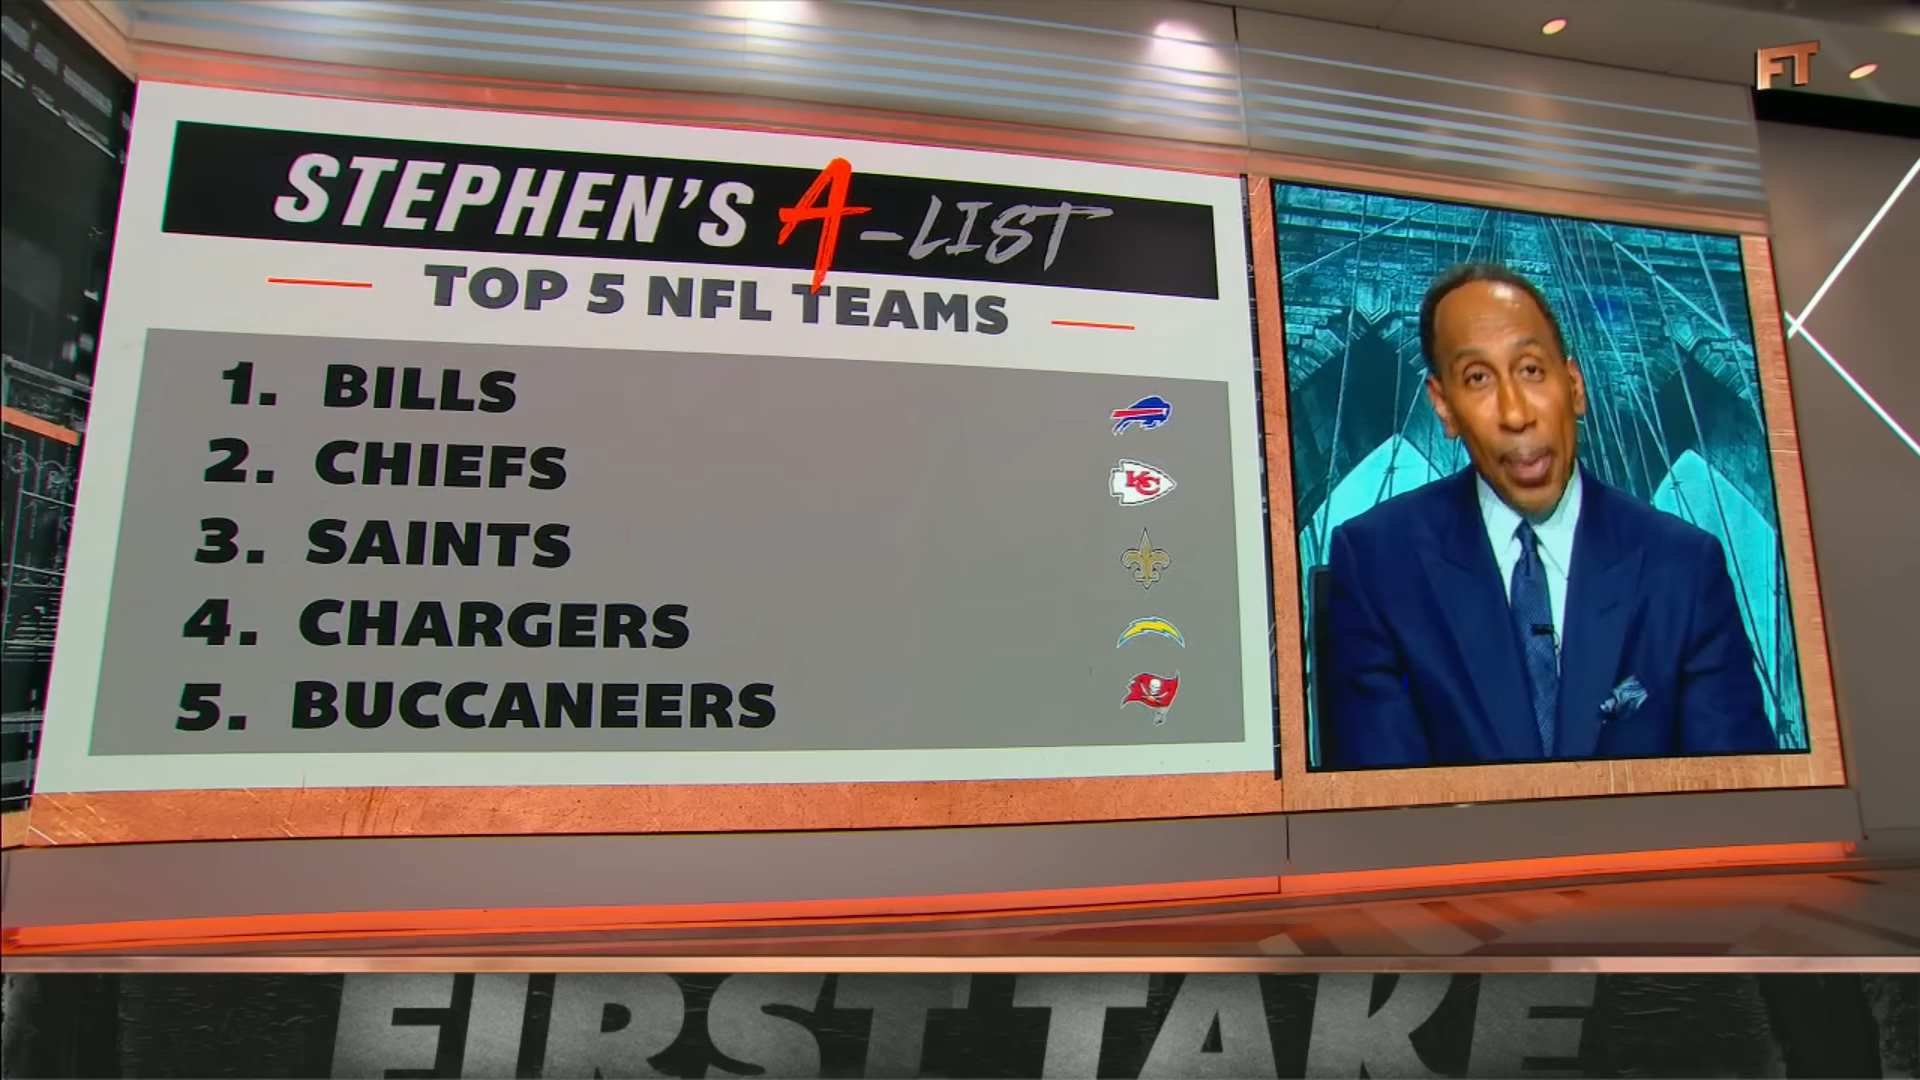 FT
STEPHEN'S A-LIST
TOP 5 NFL TEAMS
1. BILLS
2. CHIEFS
KC
3. SAINTS
4. CHARGERS
5. BUCCANEERS
FIRST TAKE